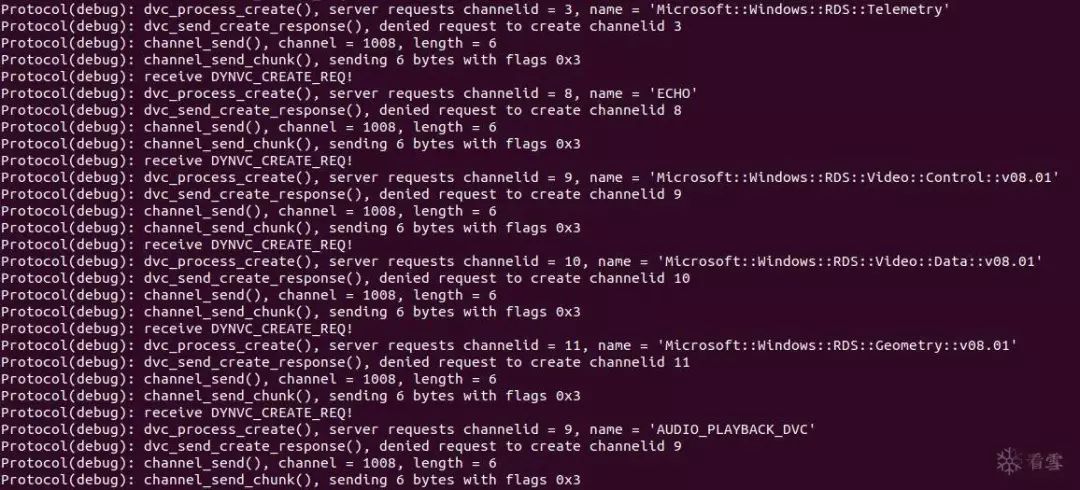 Protocol(debug): dvc_process_create(), server requests channelid = 3, name = 'Microsoft::Windows::RDS::Telemetry'
Protocol(debug): dvc_send_create_response(), denied request to create channelid 3
Protocol(debug): channel_send(), channel = 1008, length = 6
Protocol(debug): channel_send_chunk(), sending 6 bytes with flags 0x3
Protocol(debug): receive DYNVC_CREATE_REQ!
Protocol(debug): dvc_process_create(), server requests channelid = 8, name = 'ECHO'
Protocol(debug): dvc_send_create_response(), denied request to create channelid 8
Protocol(debug): channel_send(), channel = 1008, length = 6
Protocol(debug): channel_send_chunk(), sending 6 bytes with flags 0x3
Protocol(debug): receive DYNVC_CREATE_REQ!
Protocol(debug): dvc_process_create(), server requests channelid = 9, name = 'Microsoft::Windows::RDS::Video::Control::v08.01'
Protocol(debug): dvc_send_create_response(), denied request to create channelid 9
Protocol(debug): channel_send(), channel = 1008, length = 6
Protocol(debug): channel_send_chunk(), sending 6 bytes with flags 0x3
Protocol(debug): receive DYNVC_CREATE_REQ!
Protocol(debug): dvc_process_create(), server requests channelid = 10, name = 'Microsoft::Windows::RDS::Video::Data::v08.01'
Protocol(debug): dvc_send_create_response(), denied request to create channelid 10
Protocol(debug): channel_send(), channel = 1008, length = 6
Protocol(debug): channel_send_chunk(), sending 6 bytes with flags 0x3
Protocol(debug): receive DYNVC_CREATE_REQ!
Protocol(debug): dvc_process_create(), server requests channelid = 11, name = 'Microsoft::Windows::RDS::Geometry::v08.01'
Protocol(debug): dvc_send_create_response(), denied request to create channelid 11
Protocol(debug): channel_send(), channel = 1008, length = 6
Protocol(debug): channel_send_chunk(), sending 6 bytes with flags 0x3
Protocol(debug): receive DYNVC_CREATE_REQ!
Protocol(debug): dvc_process_create(), server requests channelid = 9, name = 'AUDIO_PLAYBACK_DVC'
Protocol(debug): dvc_send_create_response(), denied request to create channelid 9
Protocol(debug): channel_send(), channel = 1008, length = 6
Protocol(debug): channel_send_chunk(), sending 6 bytes with flags 0x3
看雪